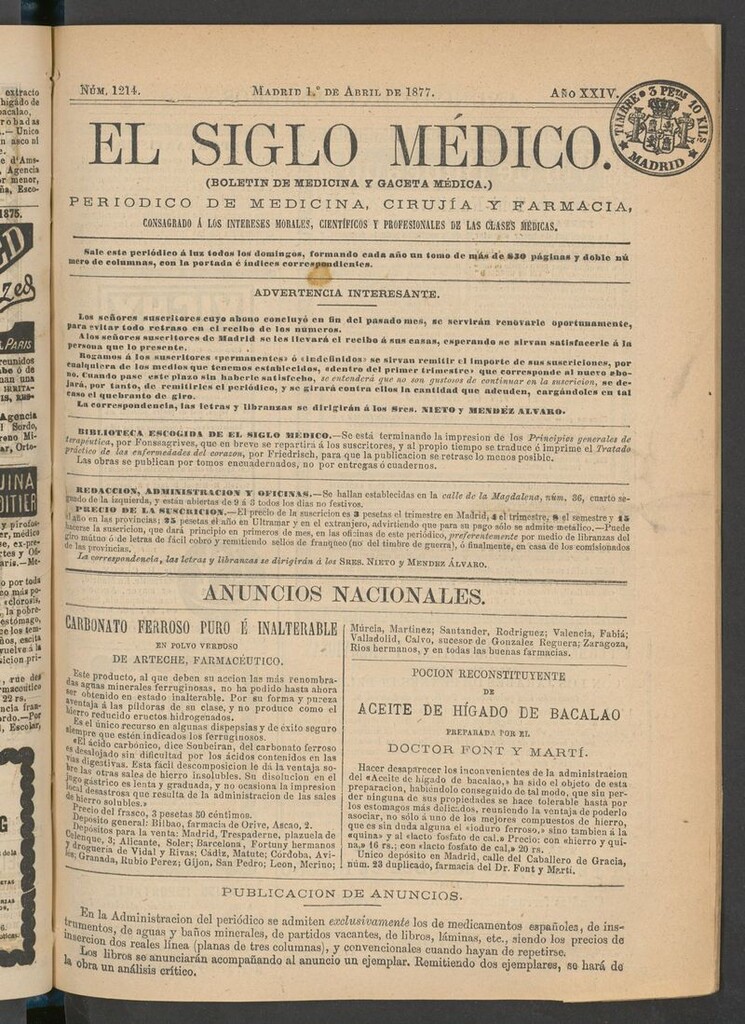 Núm. 1214.
Madrid 1.º de Abril de 1877.
Año XXIV.
TIMBRE 3 PETAS 10 KILS
MADRID
EL SIGLO MÉDICO.
(BOLETIN DE MEDICINA Y GACETA MÉDICA.)
PERIODICO DE MEDICINA, CIRUJÍA Y FARMACIA,
CONSAGRADO Á LOS INTERESES MORALES, CIENTÍFICOS Y PROFESIONALES DE LAS CLASES MÉDICAS.
Sale este periódico á luz todos los domingos, formando cada año un tomo de más de 830 páginas y doble nú
mero de columnas, con la portada é índices correspondientes.
ADVERTENCIA INTERESANTE.
Los señores suscritores cuyo abono concluyó en fin del pasado mes, se servirán renovarle oportunamente,
para evitar todo retraso en el recibo de los números.
A los señores suscritores de Madrid se les llevará el recibo á sus casas, esperando se sirvan satisfacerle á la
persona que lo presente.
Rogamos á los suscritores «permanentes» ó «indefinidos» se sirvan remitir el importe de sus suscriciones, por
cualquiera de los medios que tenemos establecidos, «dentro del primer trimestre» que corresponde al nuevo abo-
no. Cuando pase este plazo sin haberle satisfecho, se entenderá que no son gustosos de continuar en la suscricion, se de-
jará, por tanto, de remitirles el periódico, y se girará contra ellos la cantidad que adeuden, cargándoles en tal
caso el quebranto de giro.
La correspondencia, las letras y libranzas se dirigirán á los Sres. NIETO y MENDEZ ALVARO.
BIBLIOTECA ESCOGIDA DE EL SIGLO MÉDICO.—Se está terminando la impresion de los Principios generales de
terapéutica, por Fonssagrives, que en breve se repartira á los suscritores, y al propio tiempo se traduce é imprime el Tratado
práctico de las enfermedades del corazon, por Friedrisch, para que la publicacion se retrase lo menos posible.
Las obras se publican por tomos encuadernados, no por entregas ó cuadernos.
REDACCION, ADMINISTRACION Y OFICINAS.—Se hallan establecidas en la calle de la Magdalena, núm. 36, cuarto se-
gundo de la izquierda, y están abiertas de 9 á 3 todos los dias no festivos.
PRECIO DE LA SUSCRICION.—El precio de la suscricion es 3 pesetas el trimestre en Madrid, 4 el trimestre, 8 el semestre y 15
el año en las provincias; 25 pesetas el año en Ultramar y en el extranjero, advirtiendo que para su pago sólo se admite metálico.—Puede
hacerse la suscricion, que dará principio en primeros de mes, en las oficinas de este periódico, preferentemente por medio de libranzas del
giro mútuo ó de letras de fácil cobro y remitiendo sellos de franqueo (no del timbre de guerra), ó finalmente, en casa de los comisionados
de las provincias.
La correspondencia, las letras y libranzas se dirigirán á los SRES. NIETO Y MENDEZ ÁLVARO.
ANUNCIOS NACIONALES.
CARBONATO FERROSO PURO É INALTERABLE
EN POLVO VERDOSO
DE ARTECHE, FARMACÉUTICO.
Este producto, al que deben su accion las más renombra-
das aguas minerales ferruginosas, no ha podido hasta ahora
ser obtenido en estado inalterable. Por su forma y pureza
aventaja á las píldoras de su clase, y no produce como el
hierro reducido eructos hidrogenados.
Es el único recurso en algunas dispepsias y de éxito seguro
siempre que estén indicados los ferruginosos.
«El ácido carbónico, dice Soubeiran, del carbonato ferroso
es desalojado sin dificultad por los ácidos contenidos en las
vias digestivas. Esta fácil descomposicion le dá la ventaja so-
bre las otras sales de hierro insolubles. Su disolucion en el
jugo gástrico es lenta y graduada, y no ocasiona la impresion
local desastrosa que resulta de la administracion de las sales
de hierro solubles.»
Precio del frasco, 3 pesetas 50 céntimos.
Depósito general: Bilbao, farmacia de Orive, Ascao, 2.
Depósitos para la venta: Madrid, Trespaderne, plazuela de
Celenque, 3; Alicante, Soler; Barcelona, Fortuny hermanos
y drogueria de Vidal y Rivas; Cádiz, Matute; Córdoba, Avi-
lés; Granada, Rubio Perez; Gijon, San Pedro; Leon, Merino;
Múrcia, Martinez; Santander, Rodriguez; Valencia, Fabiá;
Valladolid, Calvo, sucesor de Gonzalez Reguera; Zaragoza,
Rios hermanos, y en todas las buenas farmacias.
POCION RECONSTITUYENTE
DE
ACEITE DE HÍGADO DE BACALAO
PREPARADA POR EL
DOCTOR FONT Y MARTÍ.
Hacer desaparecer los inconvenientes de la administracion
del «Aceite de hígado de bacalao,» ha sido el objeto de esta
preparacion, habiéndolo conseguido de tal modo, que sin per
der ninguna de sus propiedades se hace tolerable hasta por
los estomagos más delicados, reuniendo la ventaja de poderlo
asociar, no sólo á uno de los mejores compuestos de hierro,
que es sin duda alguna el «ioduro ferroso,» sino tambien á la
«quina» y al «lacto fosfato de cal.» Precio: con «hierro y qui-
na,» 16 rs.; con «lacto fosfato de cal,» 20 rs.
Unico depósito en Madrid, calle del Caballero de Gracia,
núm. 23 duplicado, farmacia del Dr. Font y Martí.
PUBLICACION DE ANUNCIOS.
En la Administracion del periódico se admiten exclusivamente los de medicamentos españoles, de ins-
trumentos, de aguas y baños minerales, de partidos vacantes, de libros, láminas, etc., siendo los precios de
insercion dos reales línea (planas de tres columnas), y convencionales cuando hayan de repetirse.
Los libros se anunciarán acompañando al anuncio un ejemplar. Remitiendo dos ejemplares, se hará de
la obra un análisis crítico.